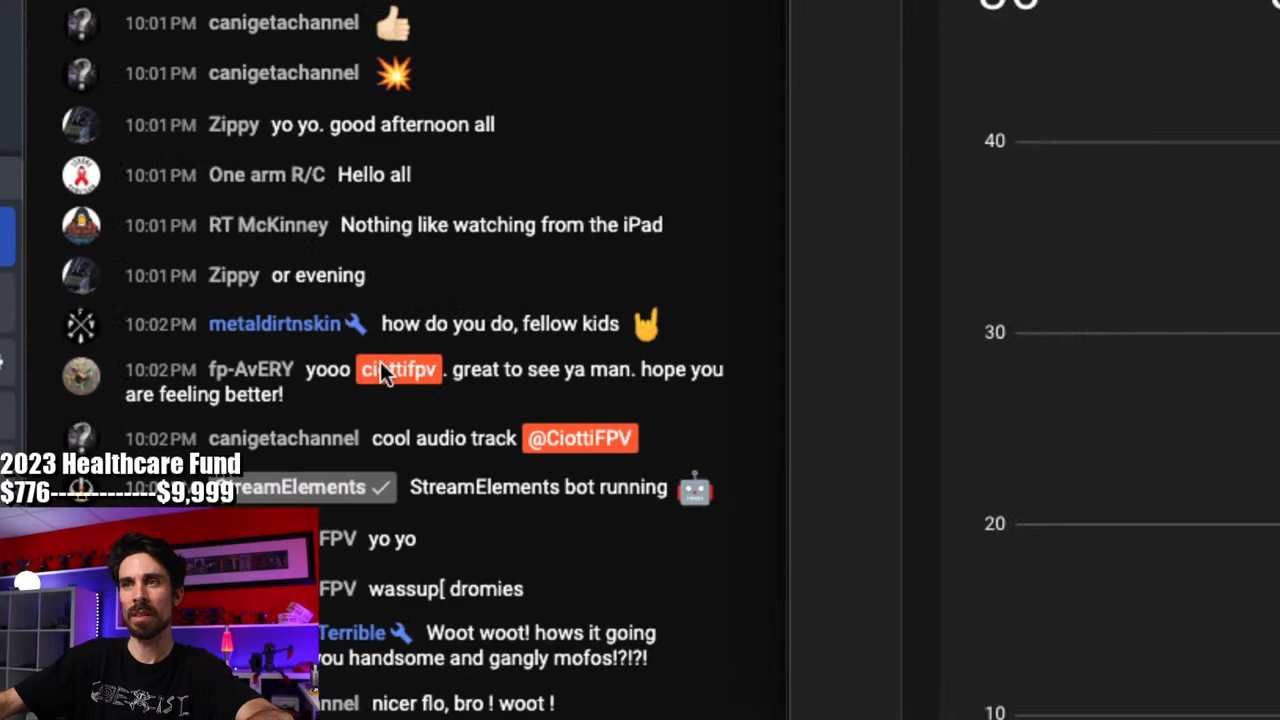 10:01 PM canigetachannel 👍🏻
10:01 PM canigetachannel 💥
10:01 PM Zippy yo yo. good afternoon all
40
10:01 PM One arm R/C Hello all
10:01 PM RT McKinney Nothing like watching from the iPad
10:01 PM Zippy or evening
10:02 PM metaldirtnskin how do you do, fellow kids 🤘
30
10:02 PM fp-AvERY yooo ciottifpv. great to see ya man. hope you
are feeling better!
10:02 PM canigetachannel cool audio track @CiottiFPV
2023 Healthcare Fund
$776-------------$9,999
StreamElements ✓ StreamElements bot running 🤖
20
FPV yo yo
FPV wassup[ dromies
Terrible Woot woot! hows it going
you handsome and gangly mofos!?!?!
nnel nicer flo, bro ! woot !
10